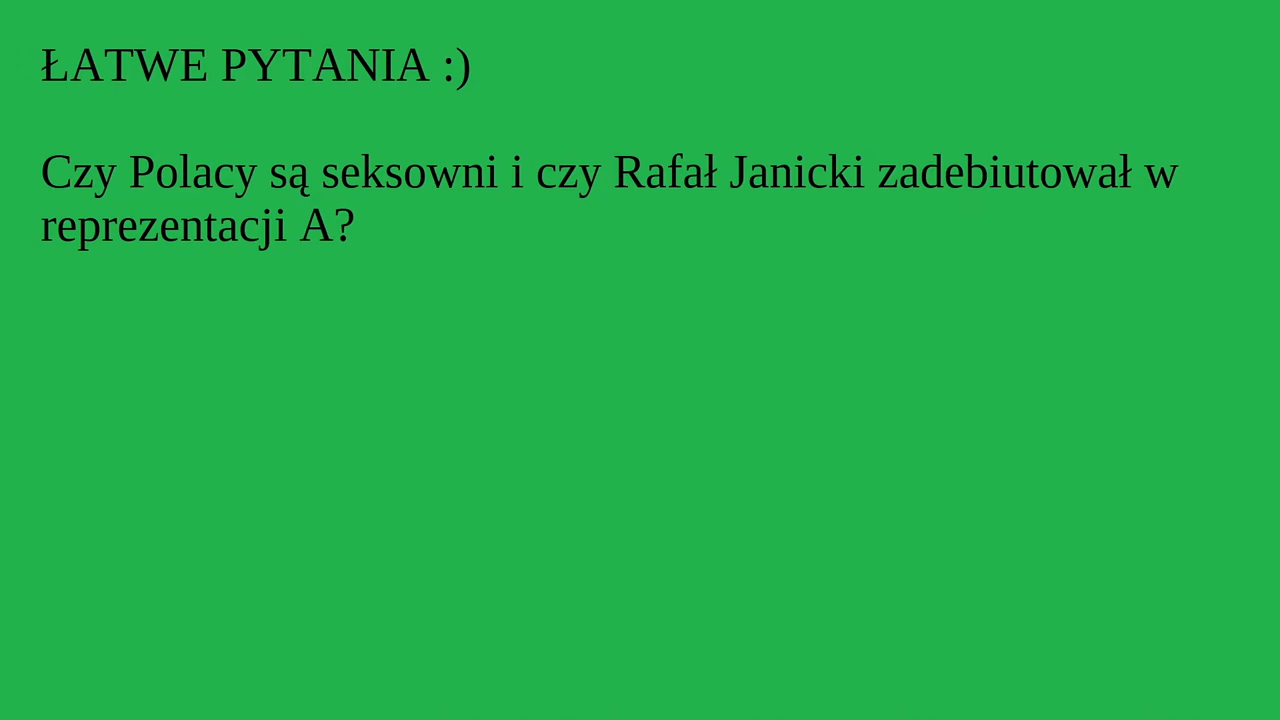 ŁATWE PYTANIA :)
Czy Polacy są seksowni i czy Rafał Janicki zadebiutował w
reprezentacji A?